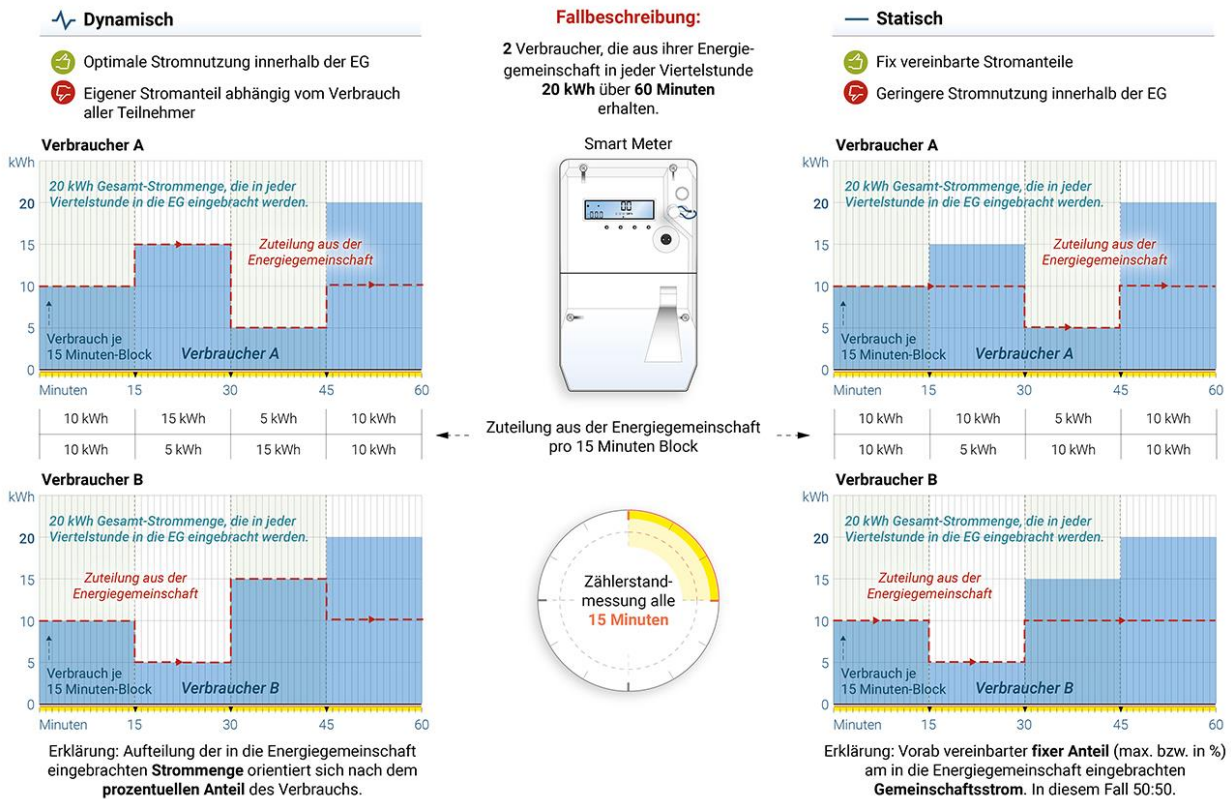 Dynamisch
Optimale Stromnutzung innerhalb der EG
Eigener Stromanteil abhängig vom Verbrauch
aller Teilnehmer
Verbraucher A
kWh
20 kWh Gesamt-Strommenge, die in jeder
Viertelstunde in die EG eingebracht werden.
20
15
10
5
0
Zuteilung aus der
Energiegemeinschaft
Verbrauch je
15 Minuten-Block
Verbraucher A
Minuten 15 30 45 60
10 kWh 15 kWh 5 kWh 10 kWh
10 kWh 5 kWh 15 kWh 10 kWh
Verbraucher B
kWh
20 kWh Gesamt-Strommenge, die in jeder
Viertelstunde in die EG eingebracht werden.
20
15
10
5
0
Zuteilung aus der
Energiegemeinschaft
Verbrauch je
15 Minuten-Block
Verbraucher B
Minuten 15 30 45 60
Erklärung: Aufteilung der in die Energiegemeinschaft
eingebrachten Strommenge orientiert sich nach dem
prozentuellen Anteil des Verbrauchs.
Fallbeschreibung:
2 Verbraucher, die aus ihrer Energie-
gemeinschaft in jeder Viertelstunde
20 kWh über 60 Minuten
erhalten.
Smart Meter
Zuteilung aus der Energiegemeinschaft
pro 15 Minuten Block
Zählerstand-
messung alle
15 Minuten
Statisch
Fix vereinbarte Stromanteile
Geringere Stromnutzung innerhalb der EG
Verbraucher A
kWh
20 kWh Gesamt-Strommenge, die in jeder
Viertelstunde in die EG eingebracht werden.
20
15
10
5
0
Zuteilung aus der
Energiegemeinschaft
Verbrauch je
15 Minuten-Block
Verbraucher A
Minuten 15 30 45 60
10 kWh 10 kWh 5 kWh 10 kWh
10 kWh 5 kWh 10 kWh 10 kWh
Verbraucher B
kWh
20 kWh Gesamt-Strommenge, die in jeder
Viertelstunde in die EG eingebracht werden.
20
15
10
5
0
Zuteilung aus der
Energiegemeinschaft
Verbrauch je
15 Minuten-Block
Verbraucher B
Minuten 15 30 45 60
Erklärung: Vorab vereinbarter fixer Anteil (max. bzw. in %)
am in die Energiegemeinschaft eingebrachten
Gemeinschaftsstrom. In diesem Fall 50:50.